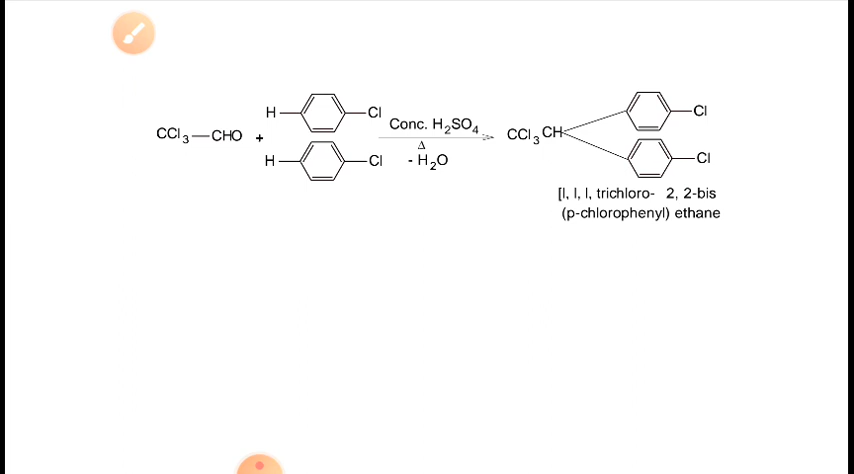 H Cl
CCl3—CHO + Conc. H2SO4 CCl3CH Cl
Δ
H Cl - H2O Cl
[I, I, I, trichloro- 2, 2-bis
(p-chlorophenyl) ethane